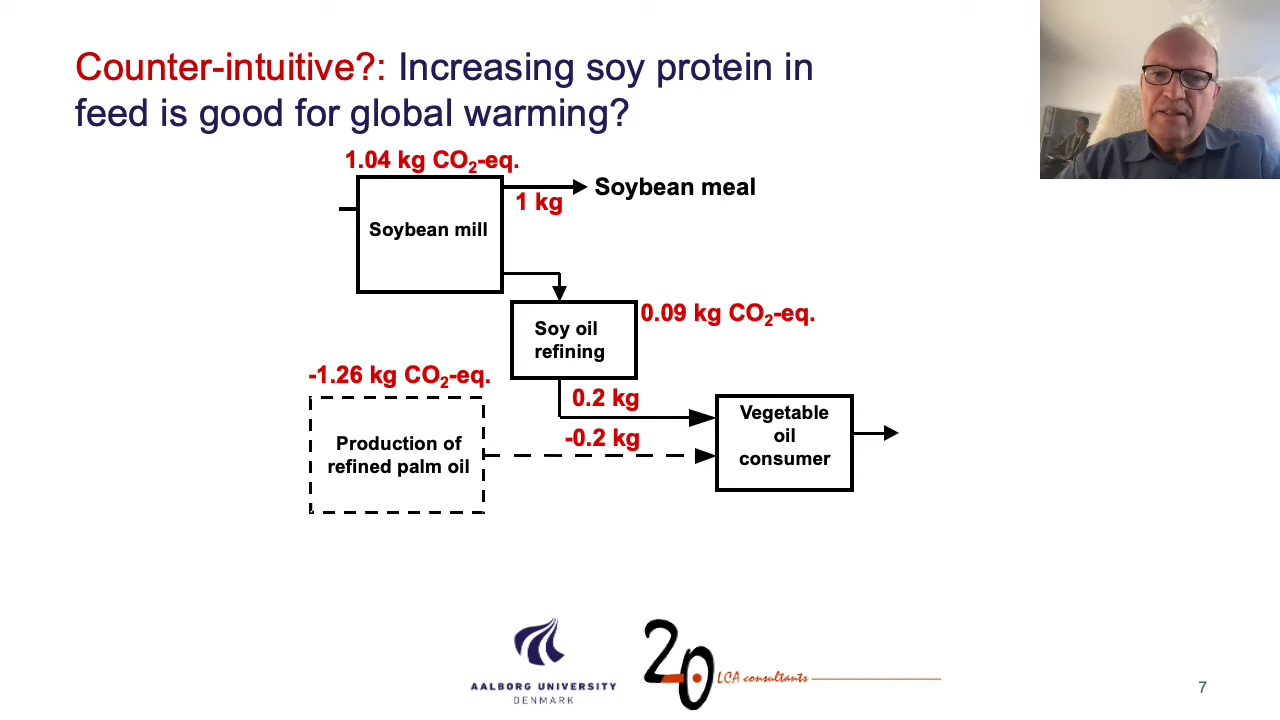 Counter-intuitive?: Increasing soy protein in
feed is good for global warming?
1.04 kg CO₂-eq.
Soybean meal
1 kg
Soybean mill
0.09 kg CO₂-eq.
Soy oil
refining
-1.26 kg CO₂-eq.
0.2 kg
Vegetable
oil
consumer
-0.2 kg
Production of
refined palm oil
AALBORG UNIVERSITY
DENMARK
2.-0 LCA consultants
7